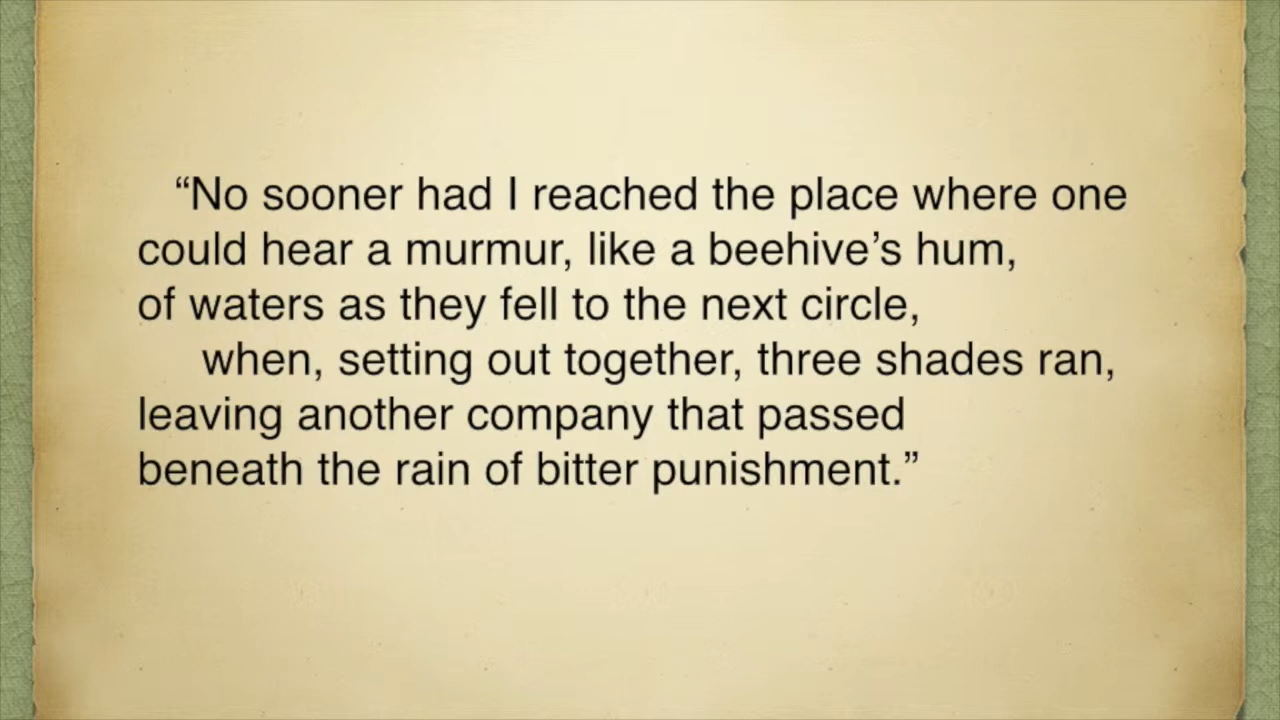 “No sooner had I reached the place where one
could hear a murmur, like a beehive’s hum,
of waters as they fell to the next circle,
when, setting out together, three shades ran,
leaving another company that passed
beneath the rain of bitter punishment.”